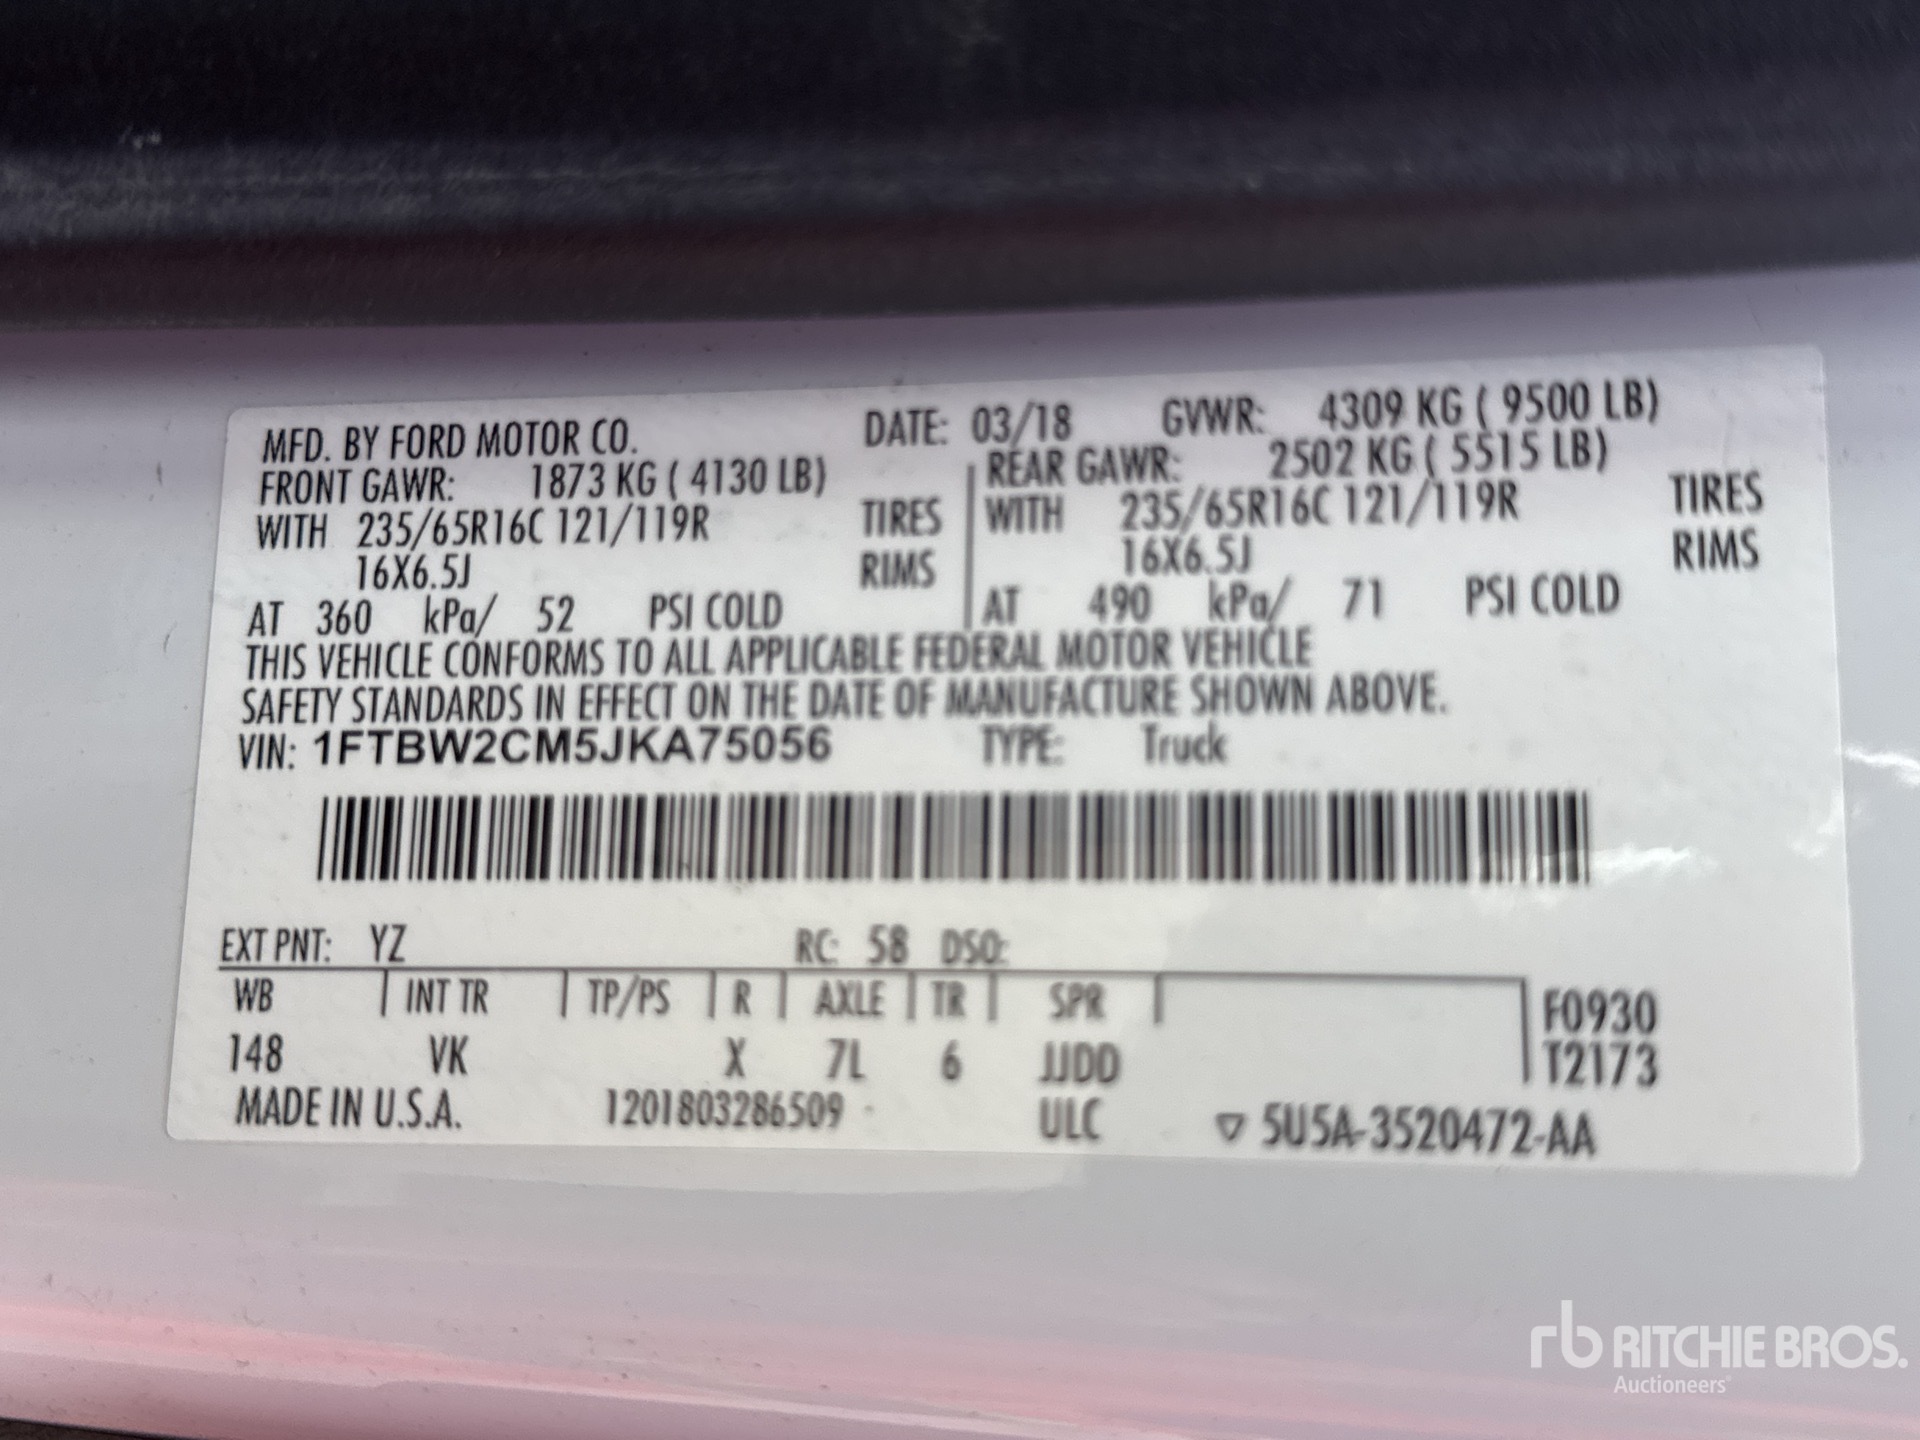 MFD. BY FORD MOTOR CO. DATE: 03/18 GVWR: 4309 KG ( 9500 LB)
FRONT GAWR: 1873 KG ( 4130 LB) REAR GAWR: 2502 KG ( 5515 LB)
WITH 235/65R16C 121/119R TIRES WITH 235/65R16C 121/119R TIRES
16X6.5J RIMS 16X6.5J RIMS
AT 360 kPa/ 52 PSI COLD AT 490 kPa/ 71 PSI COLD
THIS VEHICLE CONFORMS TO ALL APPLICABLE FEDERAL MOTOR VEHICLE
SAFETY STANDARDS IN EFFECT ON THE DATE OF MANUFACTURE SHOWN ABOVE.
VIN: 1FTBW2CM5JKA75056 TYPE: Truck
EXT PNT: YZ RC: 58 DSO:
WB INT TR TP/PS R AXLE TR SPR F0930
148 VK X 7L 6 JJDD T2173
MADE IN U.S.A. 1201803286509 ULC ▽ 5U5A-3520472-AA
rb RITCHIE BROS.
Auctioneers